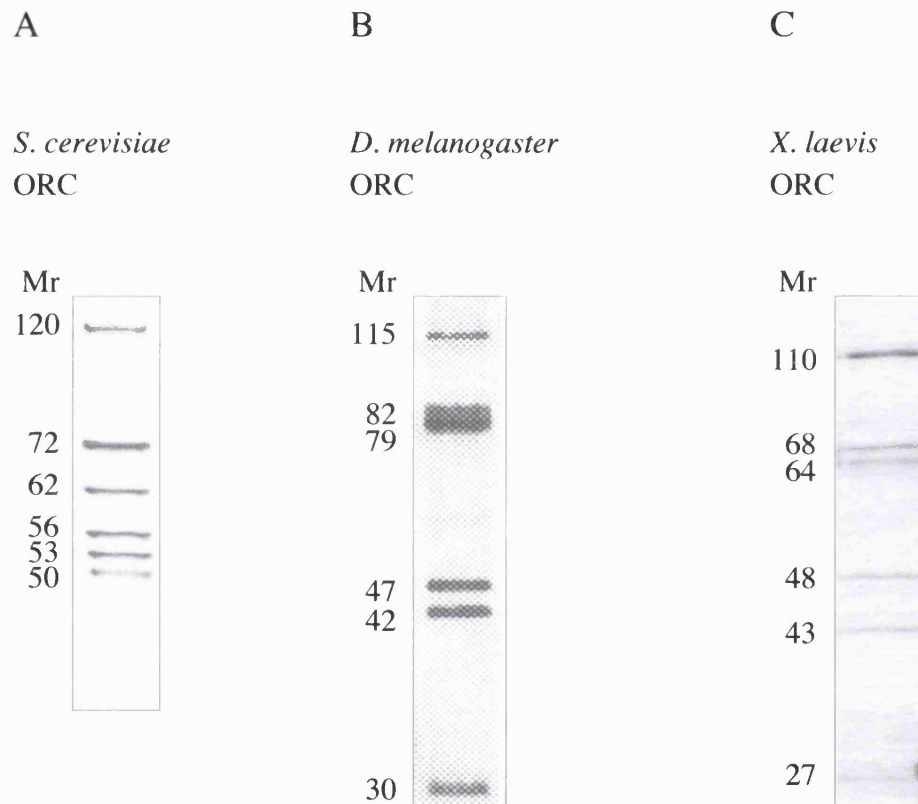 A
S. cerevisiae
ORC
Mr
120
72
62
56
53
50
B
D. melanogaster
ORC
Mr
115
82
79
47
42
30
C
X. laevis
ORC
Mr
110
68
64
48
43
27